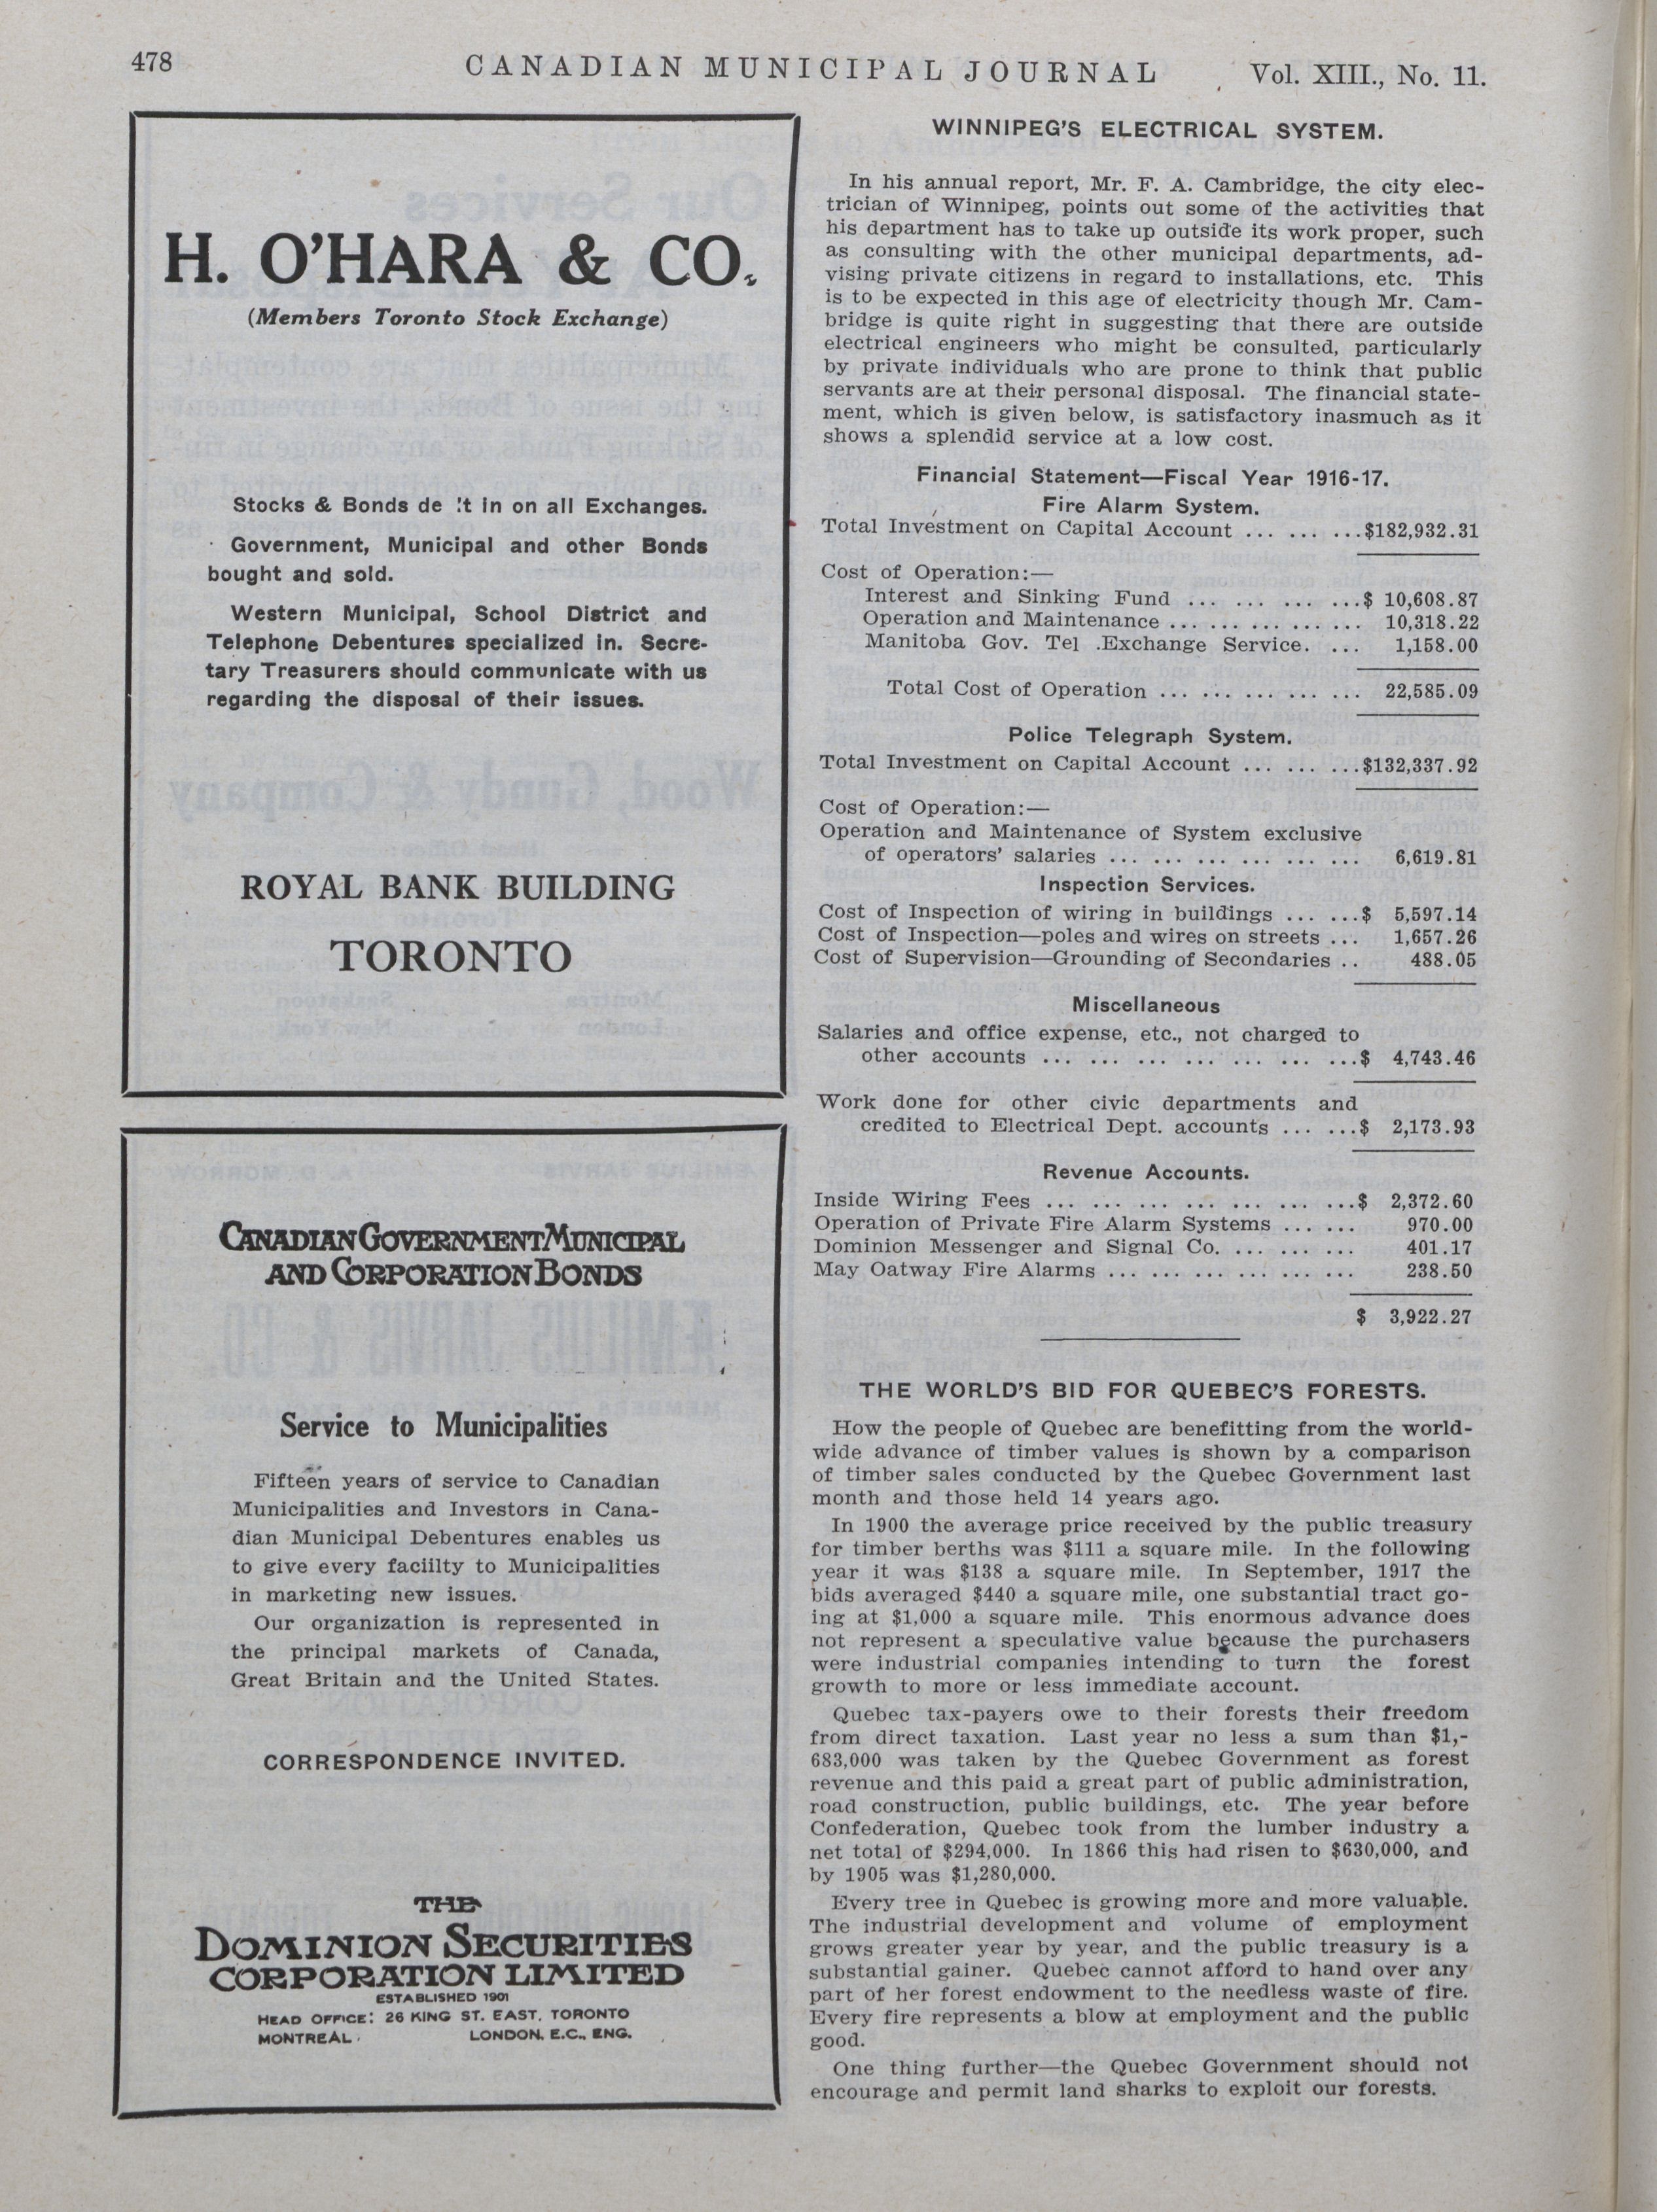 478
CANADIAN MUNICIPAL JOURNAL
Vol. XIII., No. 11.
H. O'HARA & CO.
(Members Toronto Stock Exchange)
Stocks & Bonds de :t in on all Exchanges.
Government, Municipal and other Bonds
bought and sold.
Western Municipal, School District and
Telephone Debentures specialized in. Secre-
tary Treasurers should communicate with us
regarding the disposal of their issues.
ROYAL BANK BUILDING
TORONTO
CANADIAN GOVERNMENT MUNICIPAL
AND CORPORATION BONDS
Service to Municipalities
Fifteen years of service to Canadian
Municipalities and Investors in Cana-
dian Municipal Debentures enables us
to give every faciilty to Municipalities
in marketing new issues.
Our organization is represented in
the principal markets of Canada,
Great Britain and the United States.
CORRESPONDENCE INVITED.
THE
DOMINION SECURITIES
CORPORATION LIMITED
ESTABLISHED 1901
HEAD OFFICE: 26 KING ST. EAST, TORONTO
MONTREAL LONDON, E.C., ENG.
WINNIPEG'S ELECTRICAL SYSTEM.
In his annual report, Mr. F. A. Cambridge, the city elec-
trician of Winnipeg, points out some of the activities that
his department has to take up outside its work proper, such
as consulting with the other municipal departments, ad-
vising private citizens in regard to installations, etc. This
is to be expected in this age of electricity though Mr. Cam-
bridge is quite right in suggesting that there are outside
electrical engineers who might be consulted, particularly
by private individuals who are prone to think that public
servants are at their personal disposal. The financial state-
ment, which is given below, is satisfactory inasmuch as it
shows a splendid service at a low cost.
Financial Statement—Fiscal Year 1916-17.
Fire Alarm System.
Total Investment on Capital Account ... ... ...$182,932.31
Cost of Operation:—
Interest and Sinking Fund ... ... ... ...$ 10,608.87
Operation and Maintenance ... ... ... ... ... 10,318.22
Manitoba Gov. Tel .Exchange Service. ... 1,158.00
Total Cost of Operation ... ... ... ... ... 22,585.09
Police Telegraph System.
Total Investment on Capital Account ... ... ...$132,337.92
Cost of Operation:—
Operation and Maintenance of System exclusive
of operators' salaries ... ... ... ... ... ... 6,619.81
Inspection Services.
Cost of Inspection of wiring in buildings ... ...$ 5,597.14
Cost of Inspection—poles and wires on streets ... 1,657.26
Cost of Supervision—Grounding of Secondaries .. 488.05
Miscellaneous
Salaries and office expense, etc., not charged to
other accounts ... ... ... ... ... ... ...$ 4,743.46
Work done for other civic departments and
credited to Electrical Dept. accounts ... ...$ 2,173.93
Revenue Accounts.
Inside Wiring Fees ... ... ... ... ... ... ...$ 2,372.60
Operation of Private Fire Alarm Systems ... ... 970.00
Dominion Messenger and Signal Co. ... ... ... 401.17
May Oatway Fire Alarms ... ... ... ... ... ... 238.50
$ 3,922.27
THE WORLD'S BID FOR QUEBEC'S FORESTS.
How the people of Quebec are benefitting from the world-
wide advance of timber values is shown by a comparison
of timber sales conducted by the Quebec Government last
month and those held 14 years ago.
In 1900 the average price received by the public treasury
for timber berths was $111 a square mile. In the following
year it was $138 a square mile. In September, 1917 the
bids averaged $440 a square mile, one substantial tract go-
ing at $1,000 a square mile. This enormous advance does
not represent a speculative value because the purchasers
were industrial companies intending to turn the forest
growth to more or less immediate account.
Quebec tax-payers owe to their forests their freedom
from direct taxation. Last year no less a sum than $1,-
683,000 was taken by the Quebec Government as forest
revenue and this paid a great part of public administration,
road construction, public buildings, etc. The year before
Confederation, Quebec took from the lumber industry a
net total of $294,000. In 1866 this had risen to $630,000, and
by 1905 was $1,280,000.
Every tree in Quebec is growing more and more valuable.
The industrial development and volume of employment
grows greater year by year, and the public treasury is a
substantial gainer. Quebec cannot afford to hand over any
part of her forest endowment to the needless waste of fire.
Every fire represents a blow at employment and the public
good.
One thing further—the Quebec Government should not
encourage and permit land sharks to exploit our forests.